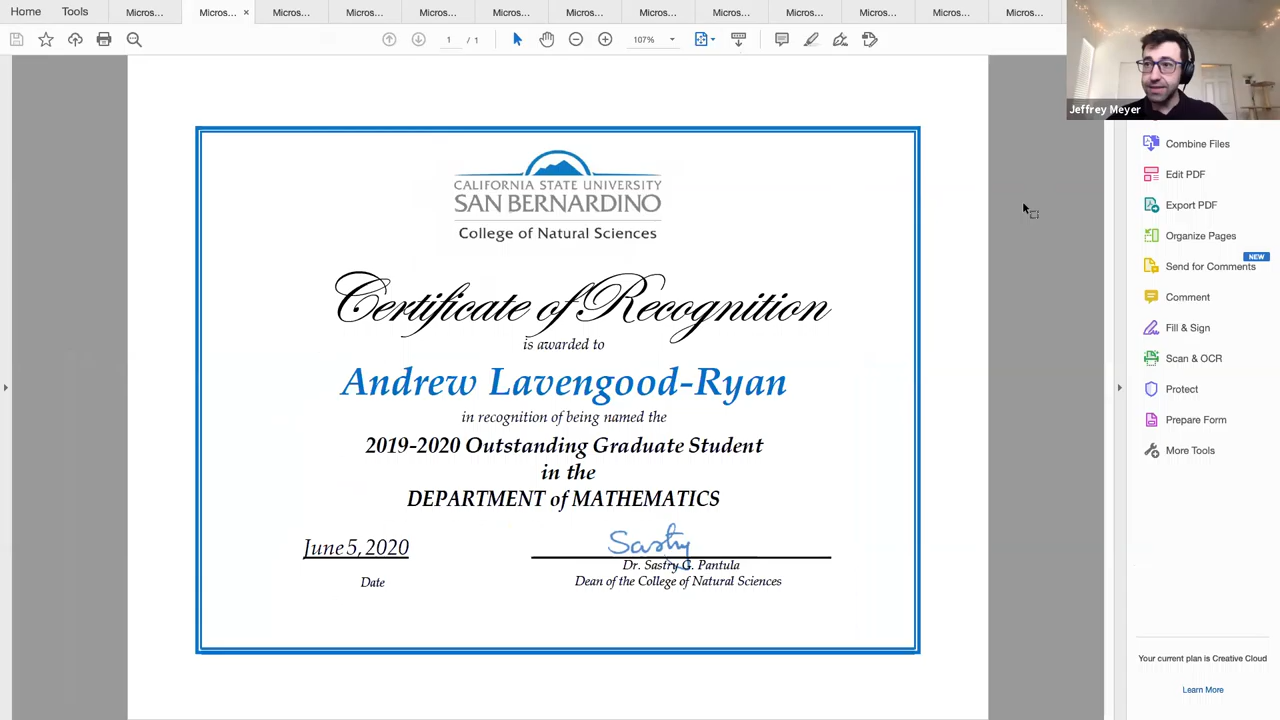 Home Tools Micros... Micros... × Micros... Micros... Micros... Micros... Micros... Micros... Micros... Micros... Micros... Micros... Micros...
1 / 1 107%
Jeffrey Meyer
CALIFORNIA STATE UNIVERSITY
SAN BERNARDINO
College of Natural Sciences
Certificate of Recognition
is awarded to
Andrew Lavengood-Ryan
in recognition of being named the
2019-2020 Outstanding Graduate Student
in the
DEPARTMENT of MATHEMATICS
June 5, 2020
Sastry
Dr. Sastry G. Pantula
Date
Dean of the College of Natural Sciences
Combine Files
Edit PDF
Export PDF
Organize Pages
NEW
Send for Comments
Comment
Fill & Sign
Scan & OCR
Protect
Prepare Form
More Tools
Your current plan is Creative Cloud
Learn More